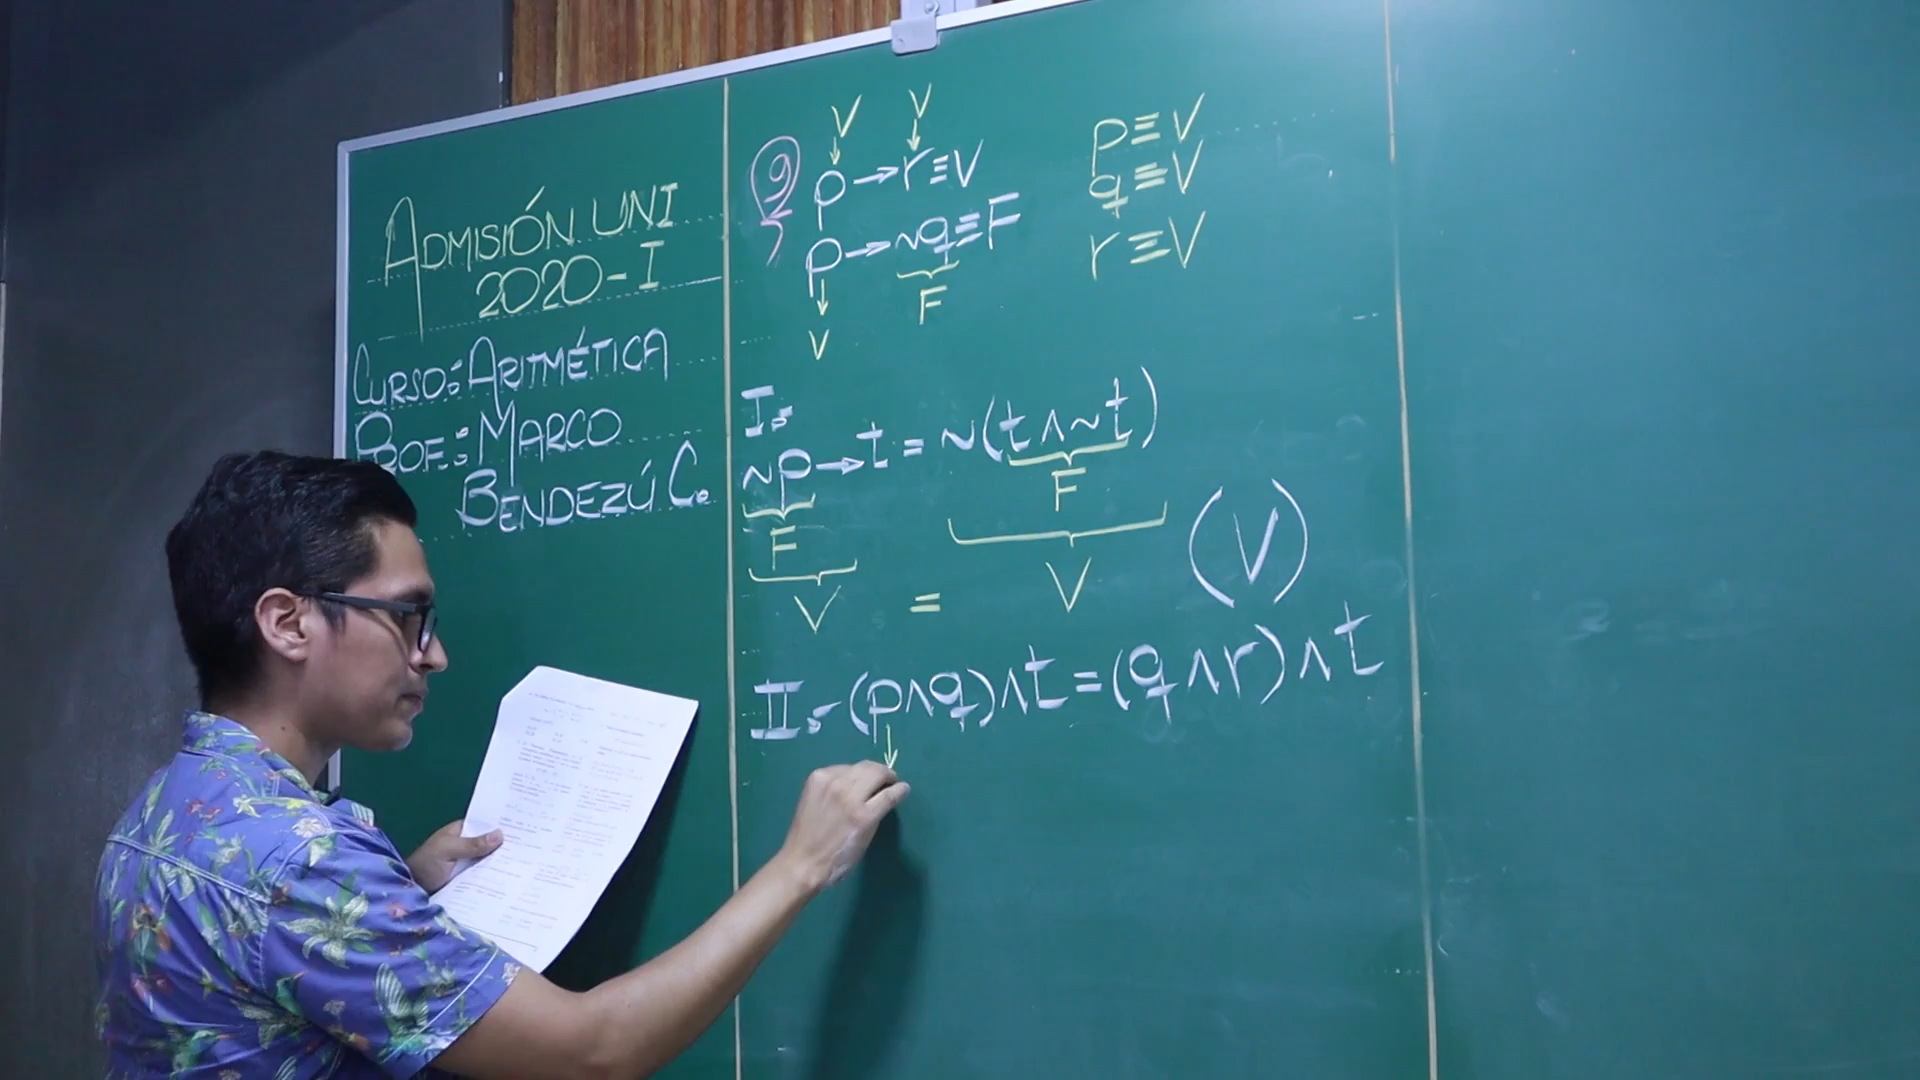 ADMISIÓN UNI
2020-I
CURSO: ARITMÉTICA
PROF.: MARCO
BENDEZÚ C.
9
V V
p→r≡V
p→~q≡F
F
V
p≡V
q≡V
r≡V
I.
~p→t=~(t∧~t)
F
F
V = V (V)
II.-(p∧q)∧t=(q∧r)∧t